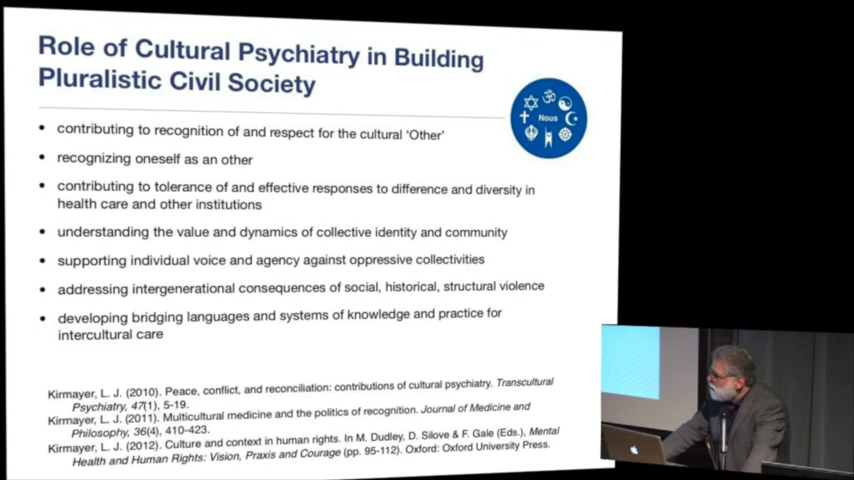 Role of Cultural Psychiatry in Building
Pluralistic Civil Society
Nous
• contributing to recognition of and respect for the cultural 'Other'
• recognizing oneself as an other
• contributing to tolerance of and effective responses to difference and diversity in
health care and other institutions
• understanding the value and dynamics of collective identity and community
• supporting individual voice and agency against oppressive collectivities
• addressing intergenerational consequences of social, historical, structural violence
• developing bridging languages and systems of knowledge and practice for
intercultural care
Kirmayer, L. J. (2010). Peace, conflict, and reconciliation: contributions of cultural psychiatry. Transcultural
Psychiatry, 47(1), 5-19.
Kirmayer, L. J. (2011). Multicultural medicine and the politics of recognition. Journal of Medicine and
Philosophy, 36(4), 410-423.
Kirmayer, L. J. (2012). Culture and context in human rights. In M. Dudley, D. Silove & F. Gale (Eds.), Mental
Health and Human Rights: Vision, Praxis and Courage (pp. 95-112). Oxford: Oxford University Press.